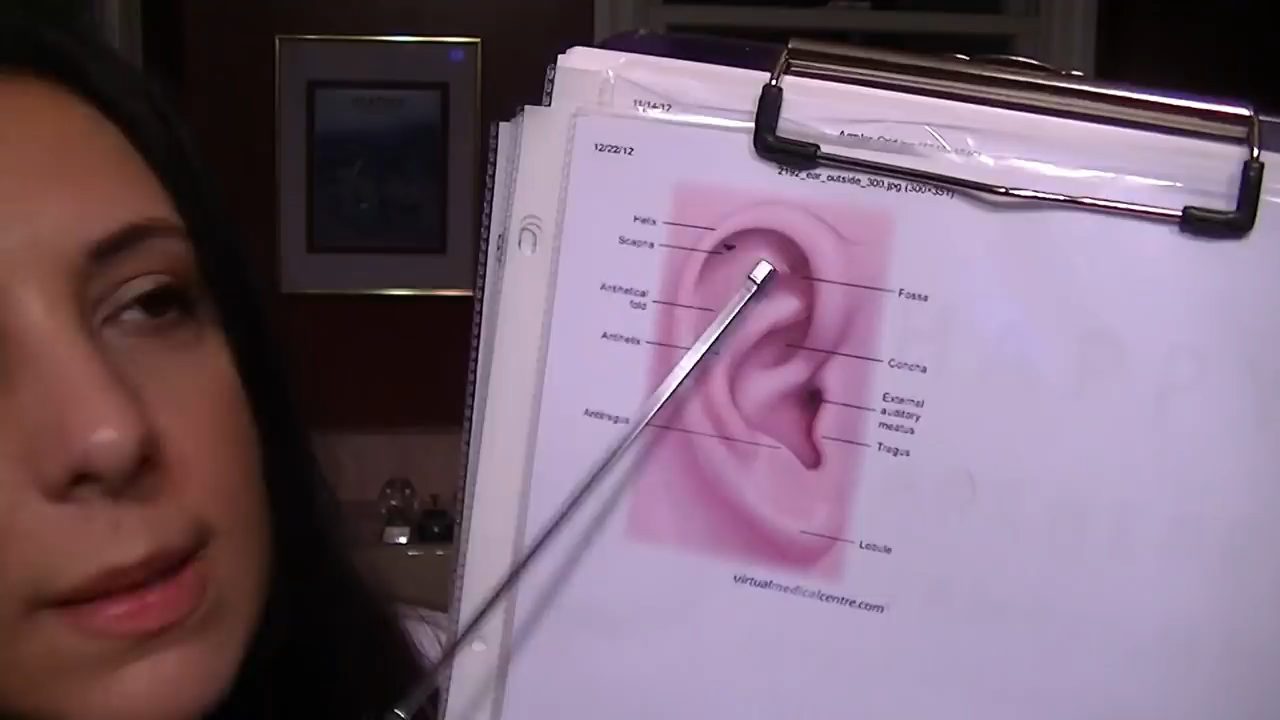 11/14/12
12/22/12
2192_ear_outside_300.jpg (300×351)
Helix
Scapha
Antihelical
fold
Antihelix
Antitragus
Fossa
Concha
External
auditory
meatus
Tragus
Lobule
virtualmedicalcentre.com